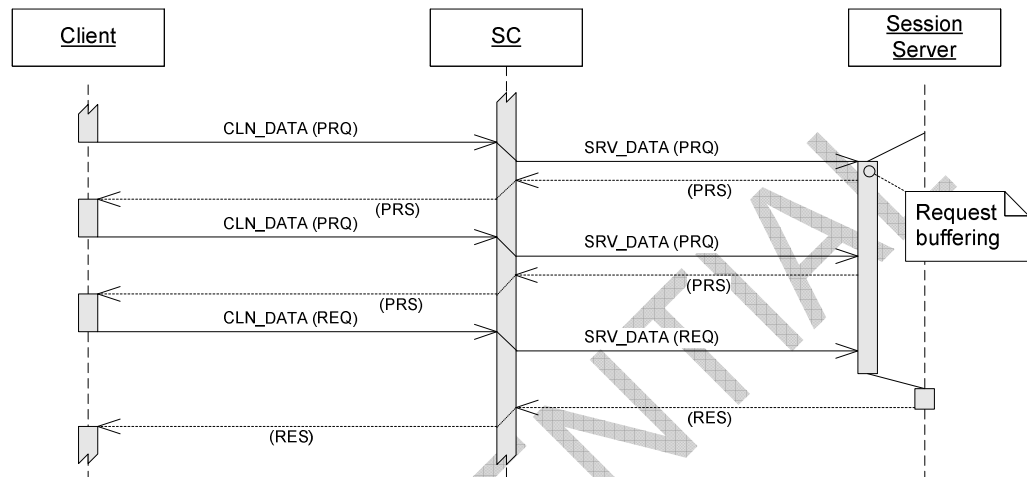 Client
SC
Session
Server
CLN_DATA (PRQ)
SRV_DATA (PRQ)
(PRS)
(PRS)
Request
buffering
CLN_DATA (PRQ)
SRV_DATA (PRQ)
(PRS)
(PRS)
CLN_DATA (REQ)
SRV_DATA (REQ)
(RES)
(RES)
NTIAL